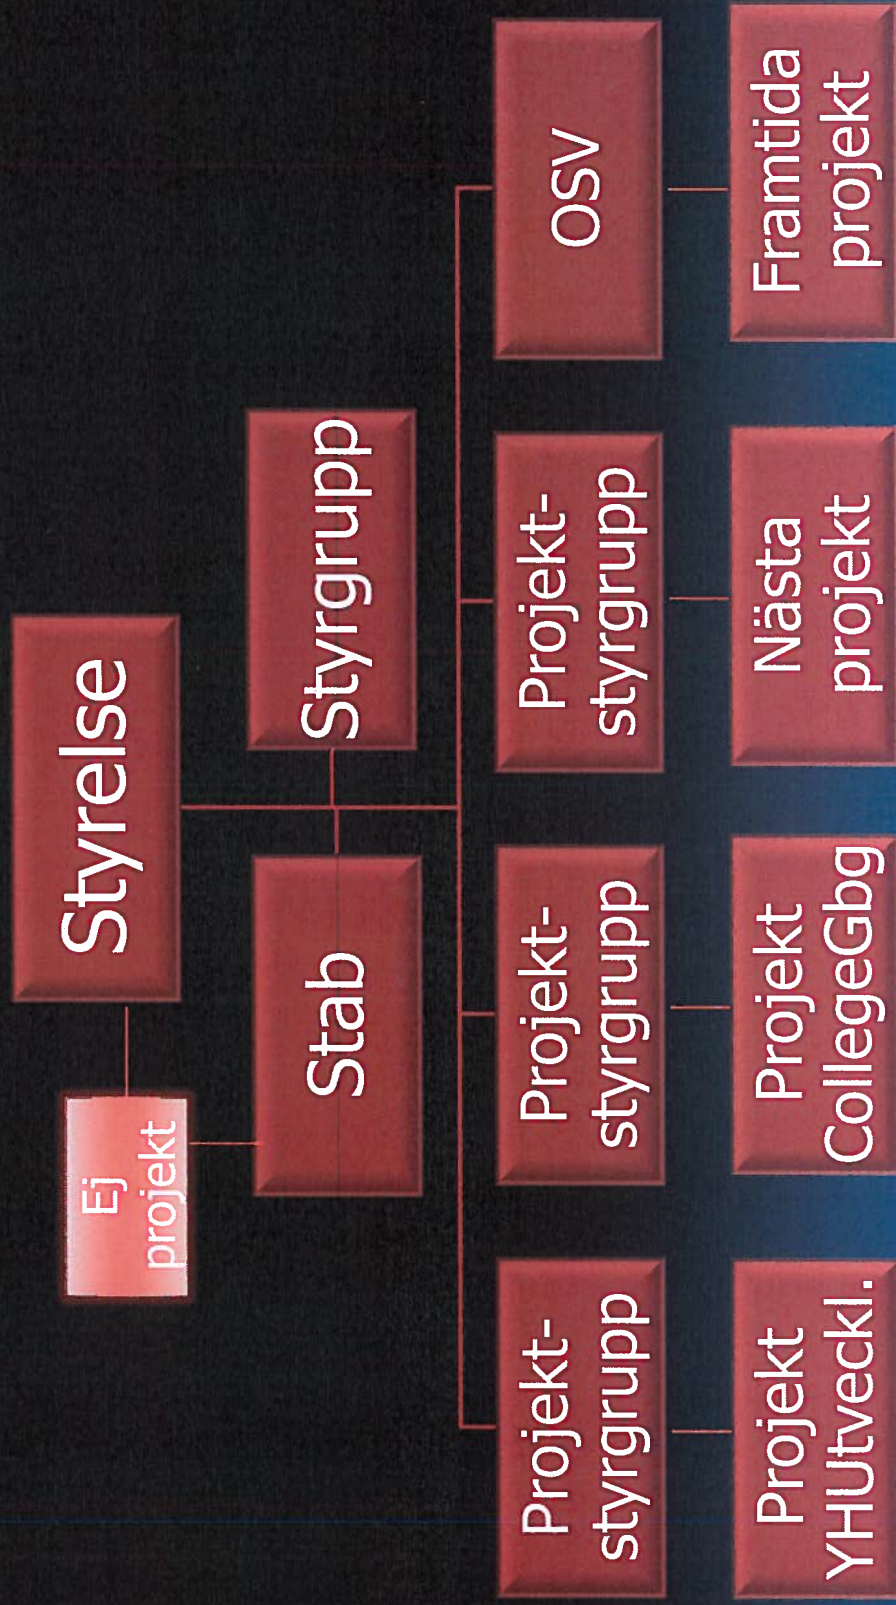 Styrelse
Ej
projekt
Stab
Styrgrupp
Projekt-
styrgrupp
Projekt-
styrgrupp
Projekt-
styrgrupp
OSV
Projekt
YHUtveckl.
Projekt
CollegeGbg
Nästa
projekt
Framtida
projekt